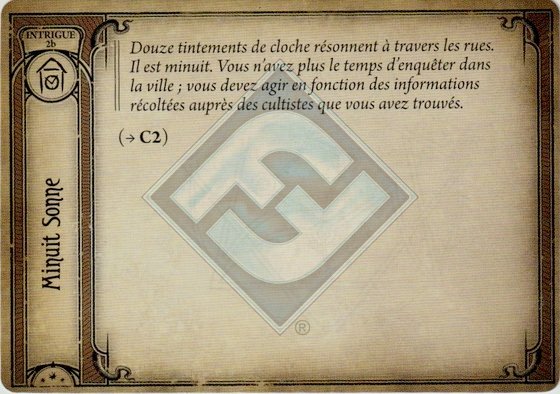 INTRIGUE
2b
Minuit Sonne
Douze tintements de cloche résonnent à travers les rues.
Il est minuit. Vous n'avez plus le temps d'enquêter dans
la ville ; vous devez agir en fonction des informations
récoltées auprès des cultistes que vous avez trouvés.
(→ C2)
®